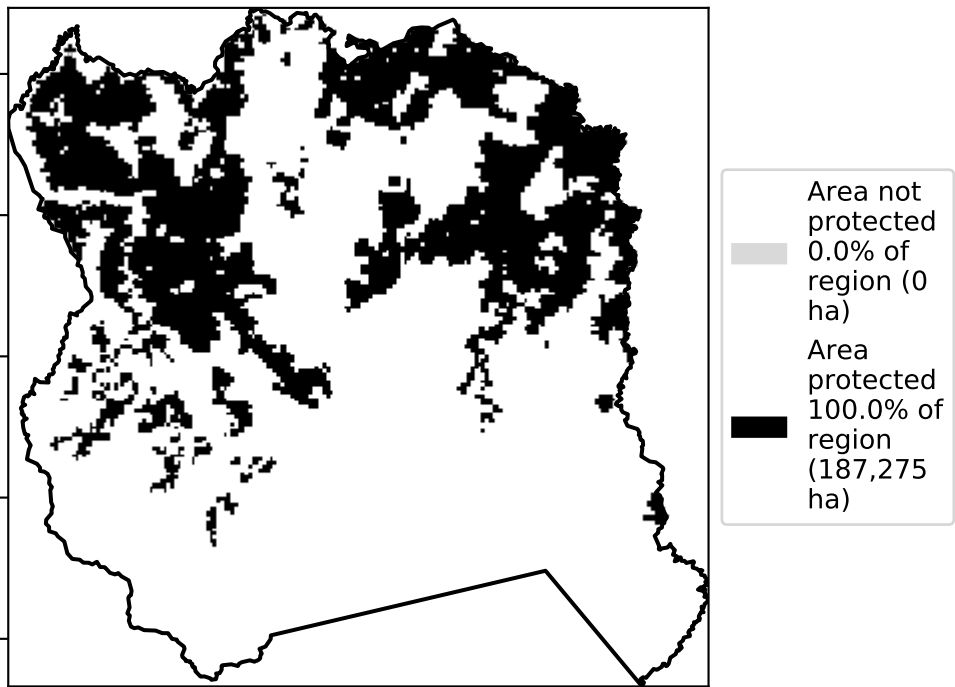 Area not
protected
0.0% of
region (0
ha)
Area
protected
100.0% of
region
(187,275
ha)